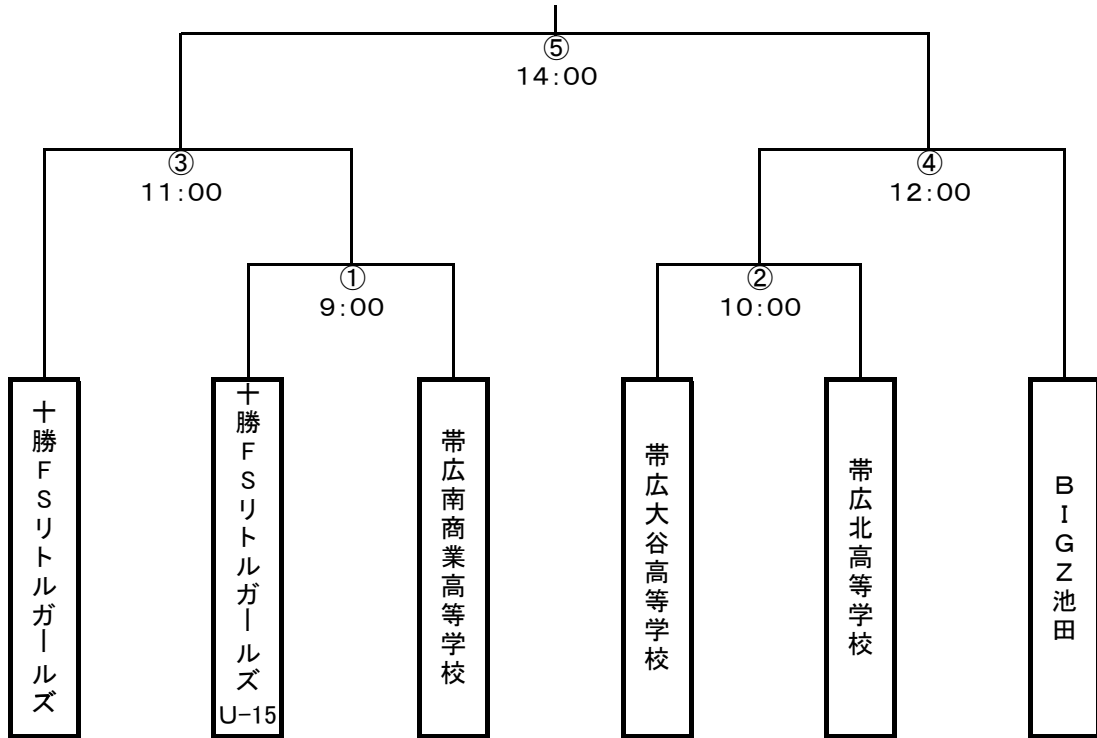 ⑤
14:00
③
11:00
④
12:00
①
9:00
②
10:00
十勝FSリトルガールズ
十勝FSリトルガールズ
U-15
帯広南商業高等学校
帯広大谷高等学校
帯広北高等学校
BIGZ池田